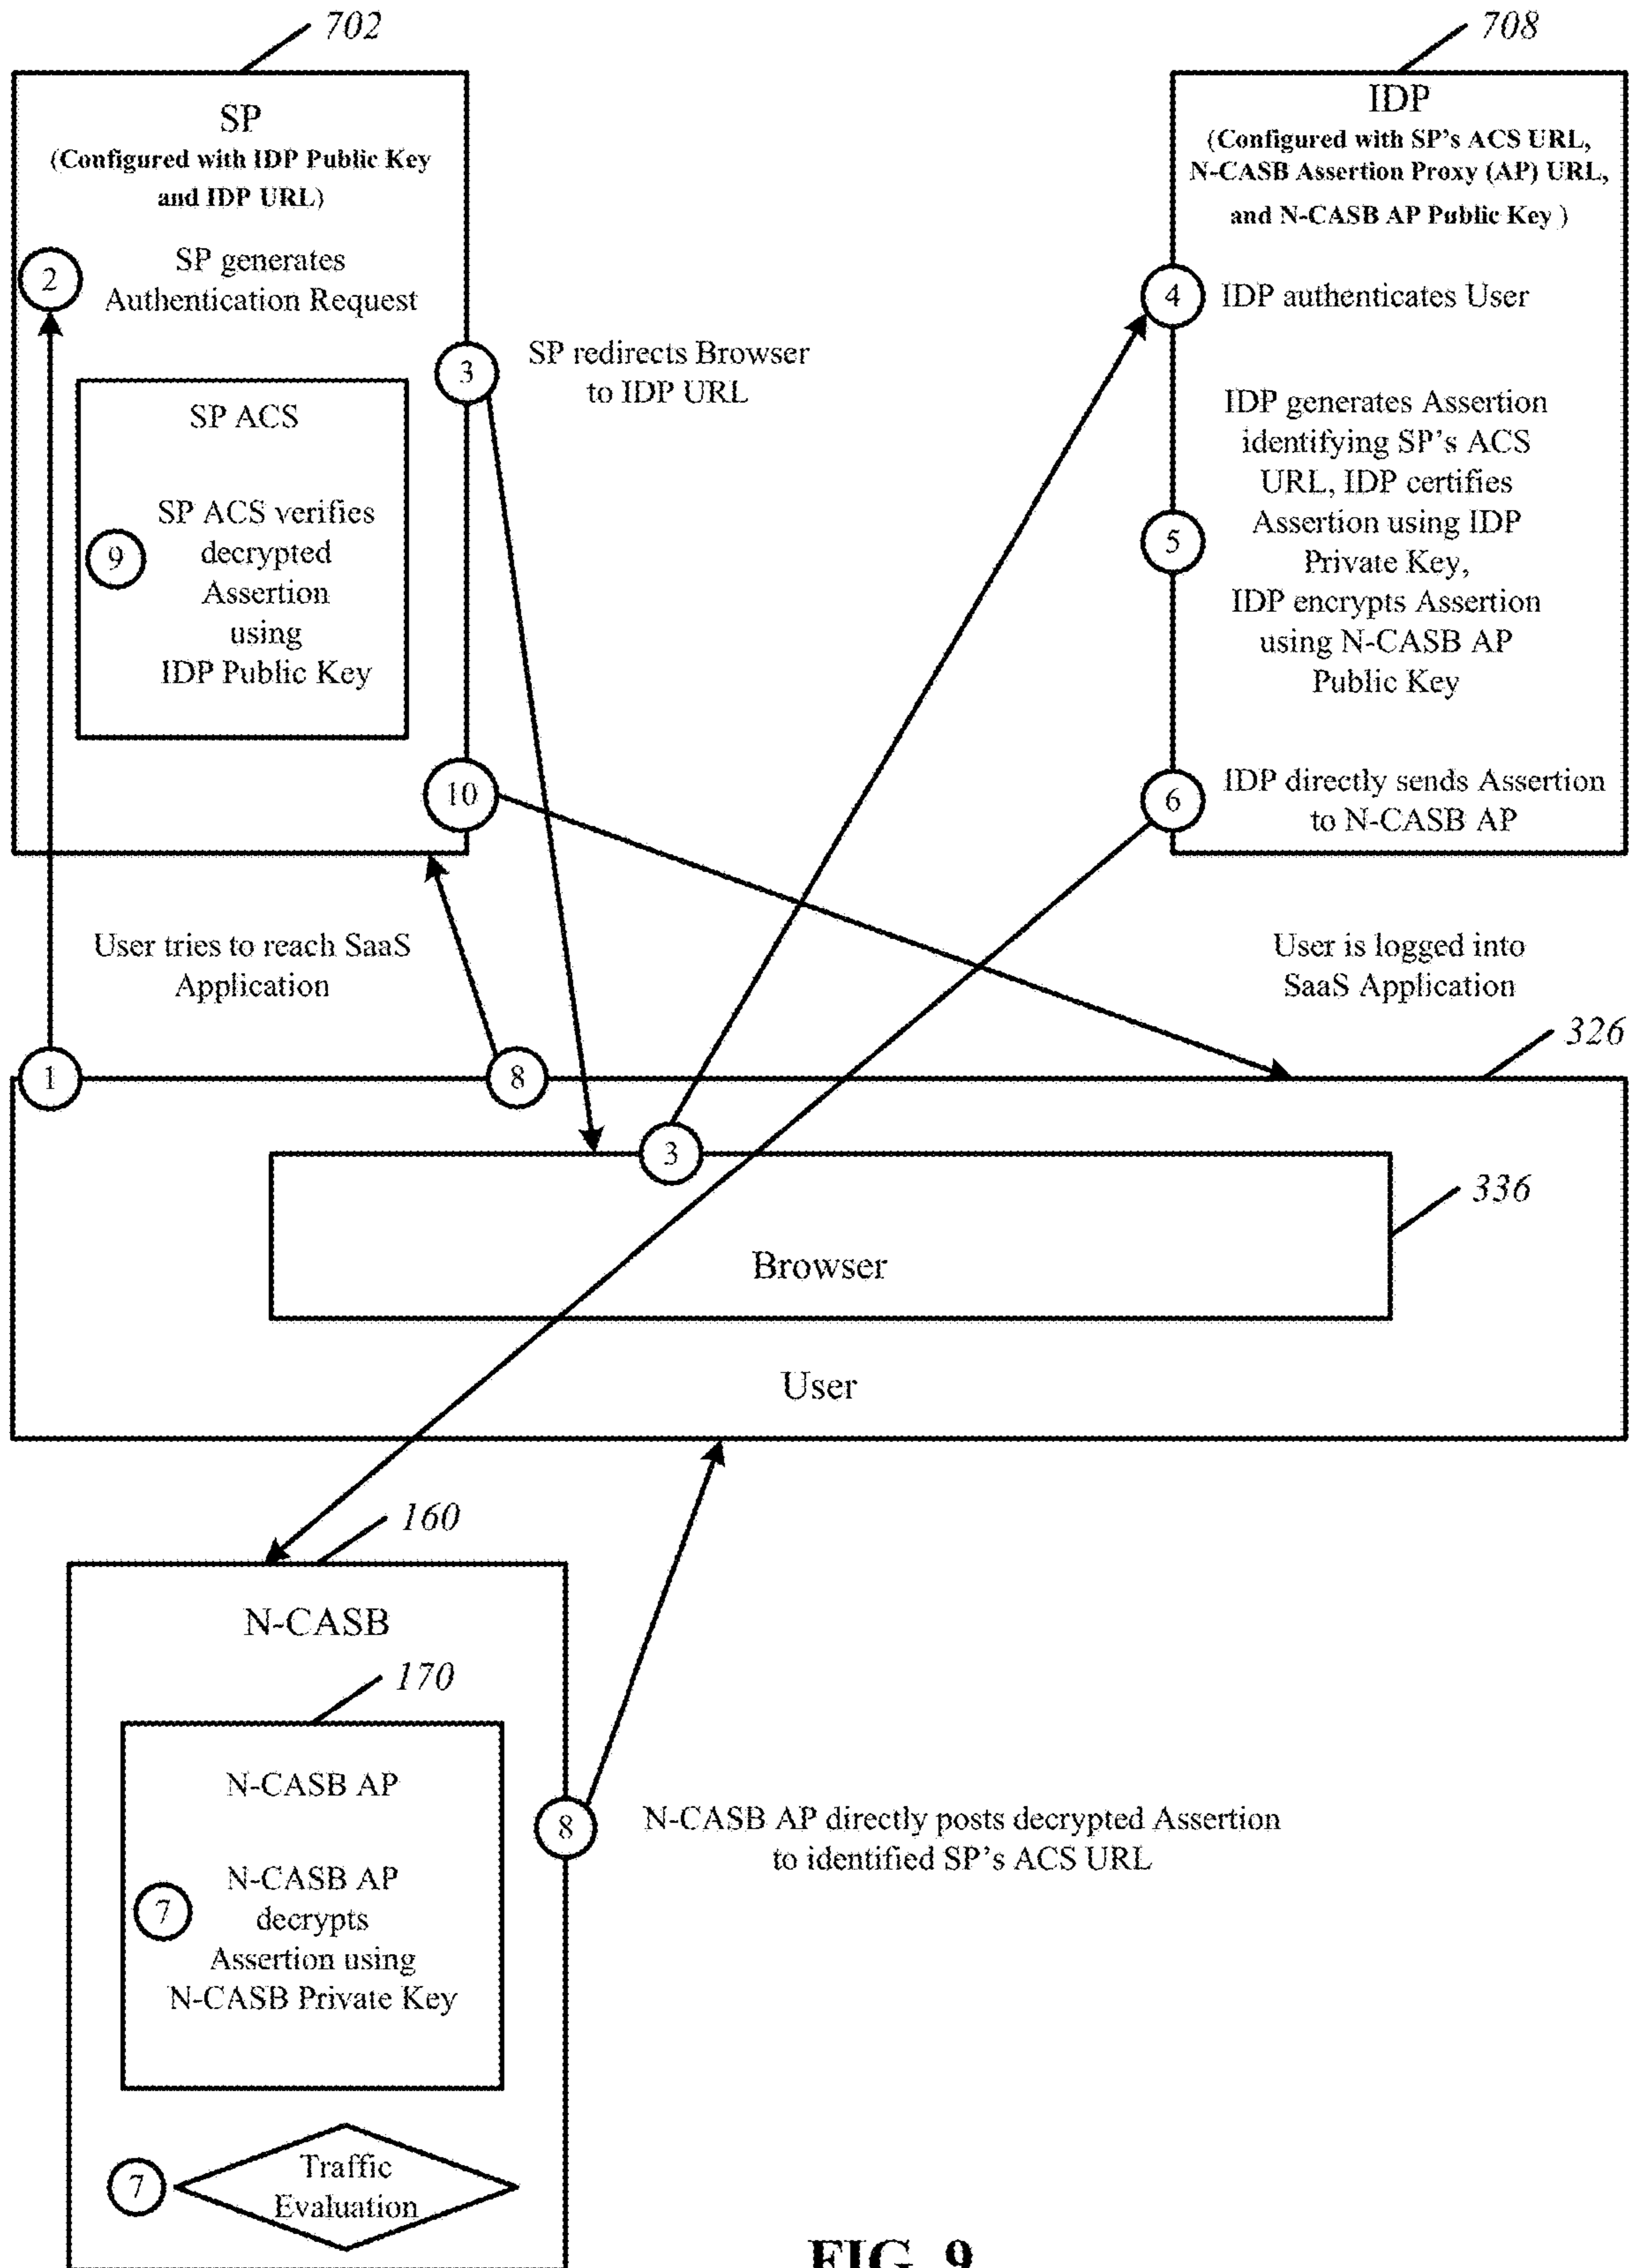 702
708
SP
(Configured with IDP Public Key
and IDP URL)
2
SP generates
Authentication Request
3
SP redirects Browser
to IDP URL
SP ACS
9
SP ACS verifies
decrypted
Assertion
using
IDP Public Key
10
IDP
(Configured with SP's ACS URL,
N-CASB Assertion Proxy (AP) URL,
and N-CASB AP Public Key )
4
IDP authenticates User
5
IDP generates Assertion
identifying SP's ACS
URL, IDP certifies
Assertion using IDP
Private Key,
IDP encrypts Assertion
using N-CASB AP
Public Key
6
IDP directly sends Assertion
to N-CASB AP
User tries to reach SaaS
Application
User is logged into
SaaS Application
326
1
8
3
336
Browser
User
160
N-CASB
170
N-CASB AP
7
N-CASB AP
decrypts
Assertion using
N-CASB Private Key
8
N-CASB AP directly posts decrypted Assertion
to identified SP's ACS URL
7
Traffic
Evaluation
FIG. 9